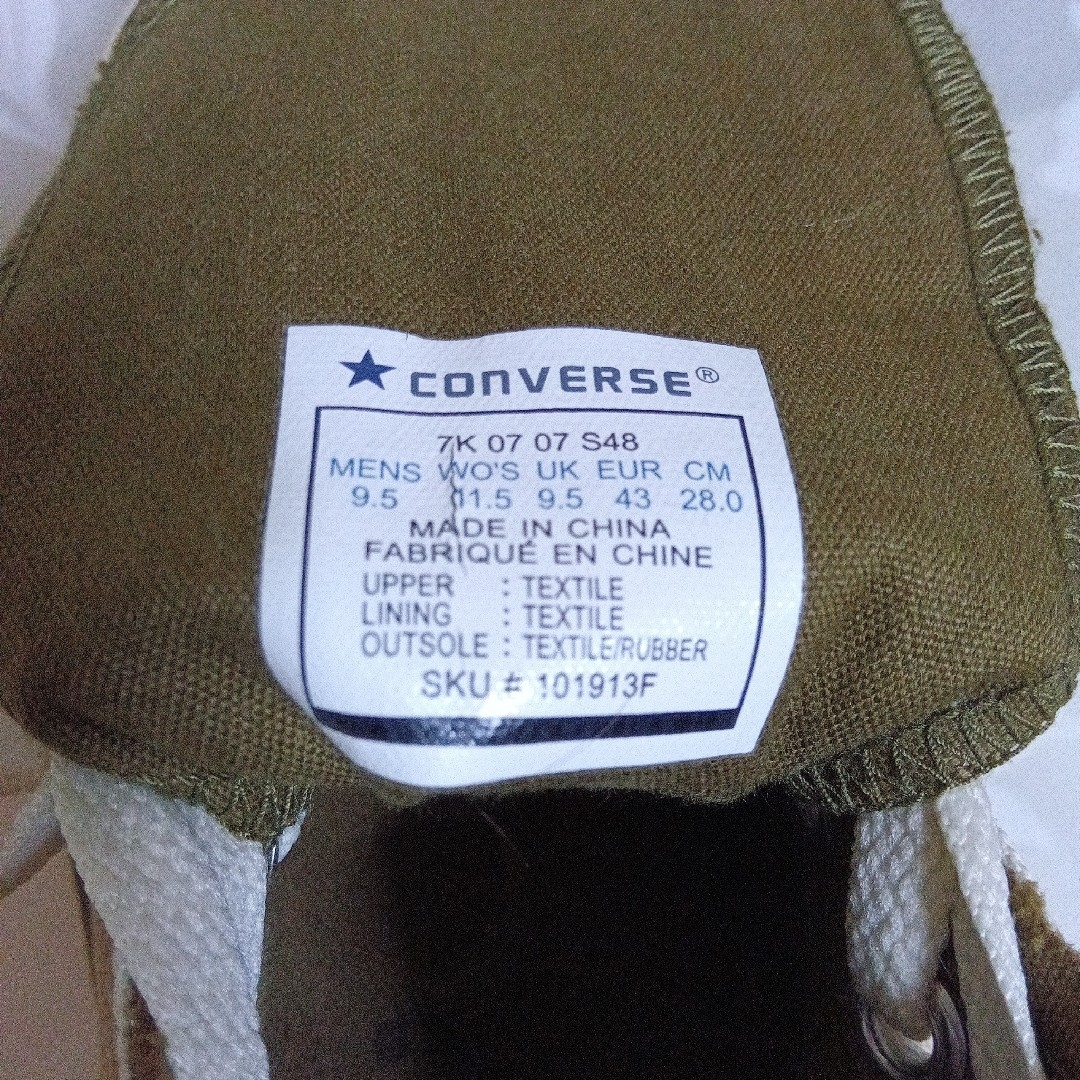 ★ CONVERSE®
7K 07 07 S48
MENS WO'S UK EUR CM
9.5 11.5 9.5 43 28.0
MADE IN CHINA
FABRIQUÉ EN CHINE
UPPER : TEXTILE
LINING : TEXTILE
OUTSOLE : TEXTILE/RUBBER
SKU # 101913F